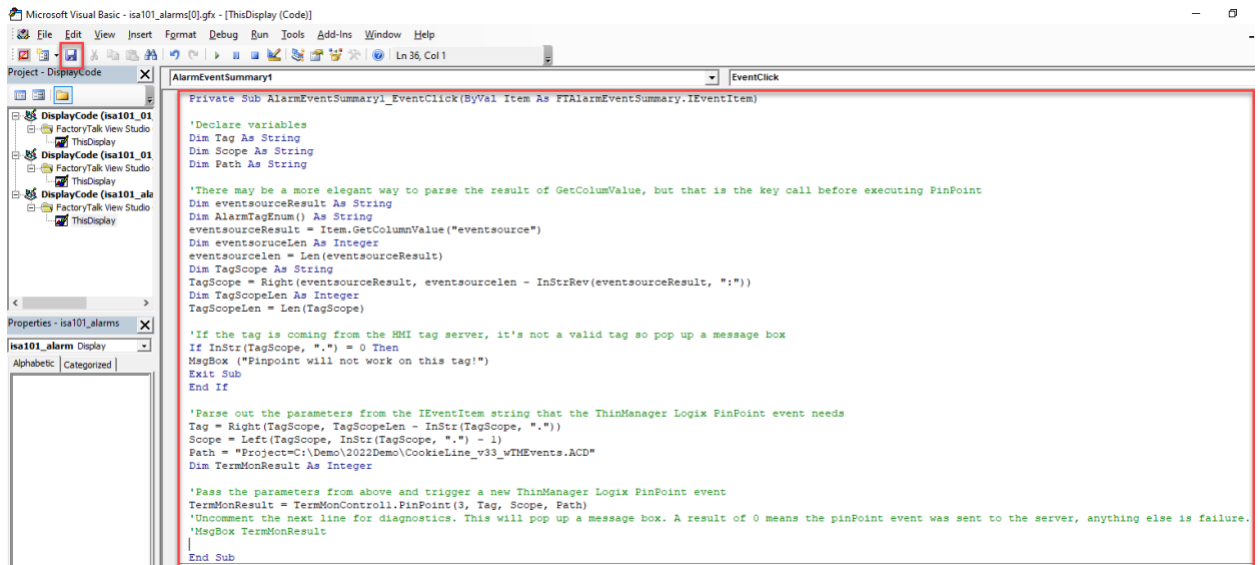 Microsoft Visual Basic - isa101_alarms[0].gfx - [ThisDisplay (Code)]
File Edit View Insert Format Debug Run Tools Add-Ins Window Help
Ln 36, Col 1
Project - DisplayCode
AlarmEventSummary1
EventClick
DisplayCode (isa101_01
FactoryTalk View Studio
ThisDisplay
DisplayCode (isa101_01
FactoryTalk View Studio
ThisDisplay
DisplayCode (isa101_ala
FactoryTalk View Studio
ThisDisplay
Properties - isa101_alarms
isa101_alarm Display
Alphabetic Categorized
Private Sub AlarmEventSummary1_EventClick(ByVal Item As FTAlarmEventSummary.IEventItem)
'Declare variables
Dim Tag As String
Dim Scope As String
Dim Path As String
'There may be a more elegant way to parse the result of GetColumValue, but that is the key call before executing PinPoint
Dim eventsourceResult As String
Dim AlarmTagEnum() As String
eventsourceResult = Item.GetColumnValue("eventsource")
Dim eventsoruceLen As Integer
eventsourcelen = Len(eventsourceResult)
Dim TagScope As String
TagScope = Right(eventsourceResult, eventsourcelen - InStrRev(eventsourceResult, ":"))
Dim TagScopeLen As Integer
TagScopeLen = Len(TagScope)
'If the tag is coming from the HMI tag server, it's not a valid tag so pop up a message box
If InStr(TagScope, ".") = 0 Then
MsgBox ("Pinpoint will not work on this tag!")
Exit Sub
End If
'Parse out the parameters from the IEventItem string that the ThinManager Logix PinPoint event needs
Tag = Right(TagScope, TagScopeLen - InStr(TagScope, "."))
Scope = Left(TagScope, InStr(TagScope, ".") - 1)
Path = "Project=C:\Demo\2022Demo\CookieLine_v33_wTMEvents.ACD"
Dim TermMonResult As Integer
'Pass the parameters from above and trigger a new ThinManager Logix PinPoint event
TermMonResult = TermMonControl1.PinPoint(3, Tag, Scope, Path)
'Uncomment the next line for diagnostics. This will pop up a message box. A result of 0 means the pinPoint event was sent to the server, anything else is failure.
'MsgBox TermMonResult
End Sub